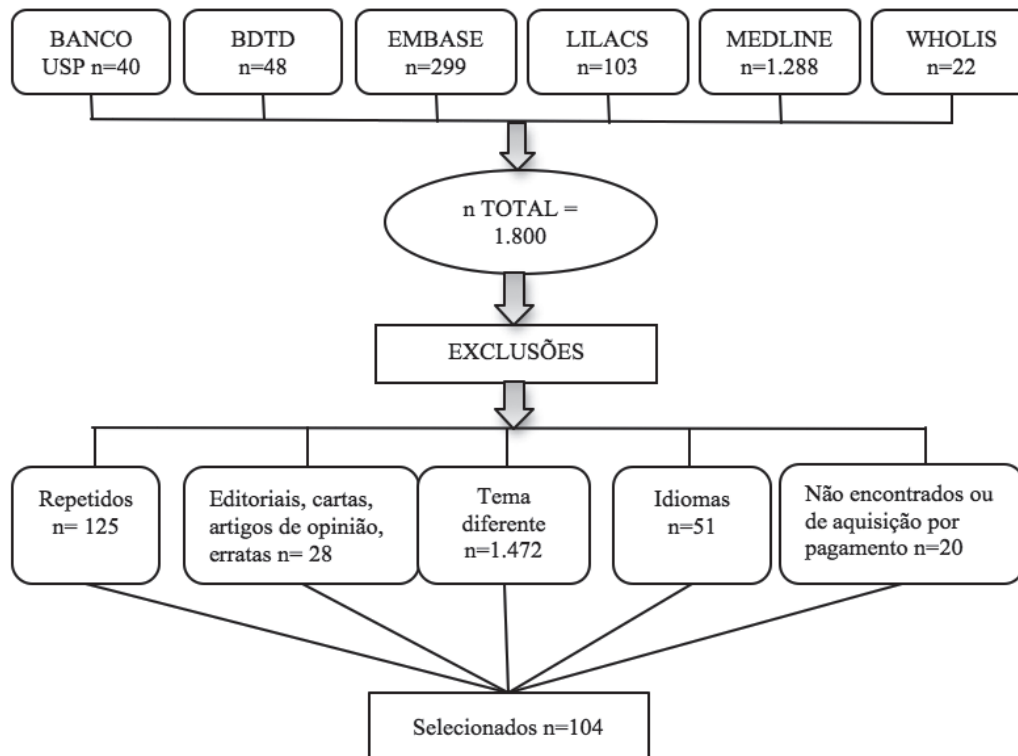 BANCO
USP n=40
BDTD
n=48
EMBASE
n=299
LILACS
n=103
MEDLINE
n=1.288
WHOLIS
n=22
n TOTAL =
1.800
EXCLUSÕES
Repetidos
n= 125
Editoriais, cartas,
artigos de opinião,
erratas n= 28
Tema
diferente
n=1.472
Idiomas
n=51
Não encontrados ou
de aquisição por
pagamento n=20
Selecionados n=104